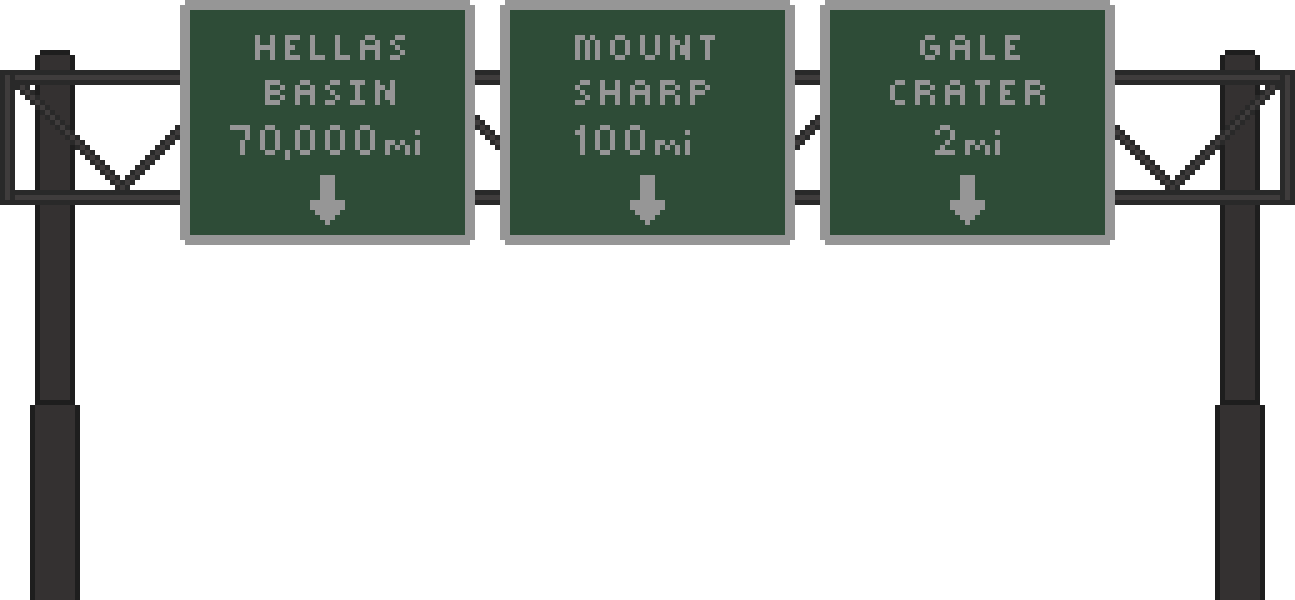 HELLAS
BASIN
70,000mi
MOUNT
SHARP
100mi
GALE
CRATER
2mi